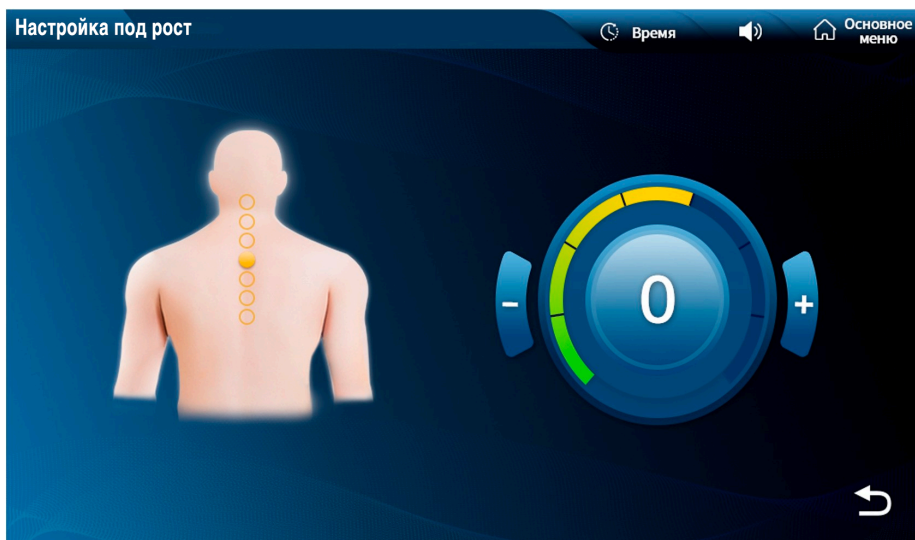 Настройка под рост
Время
Основное
меню
-
0
+